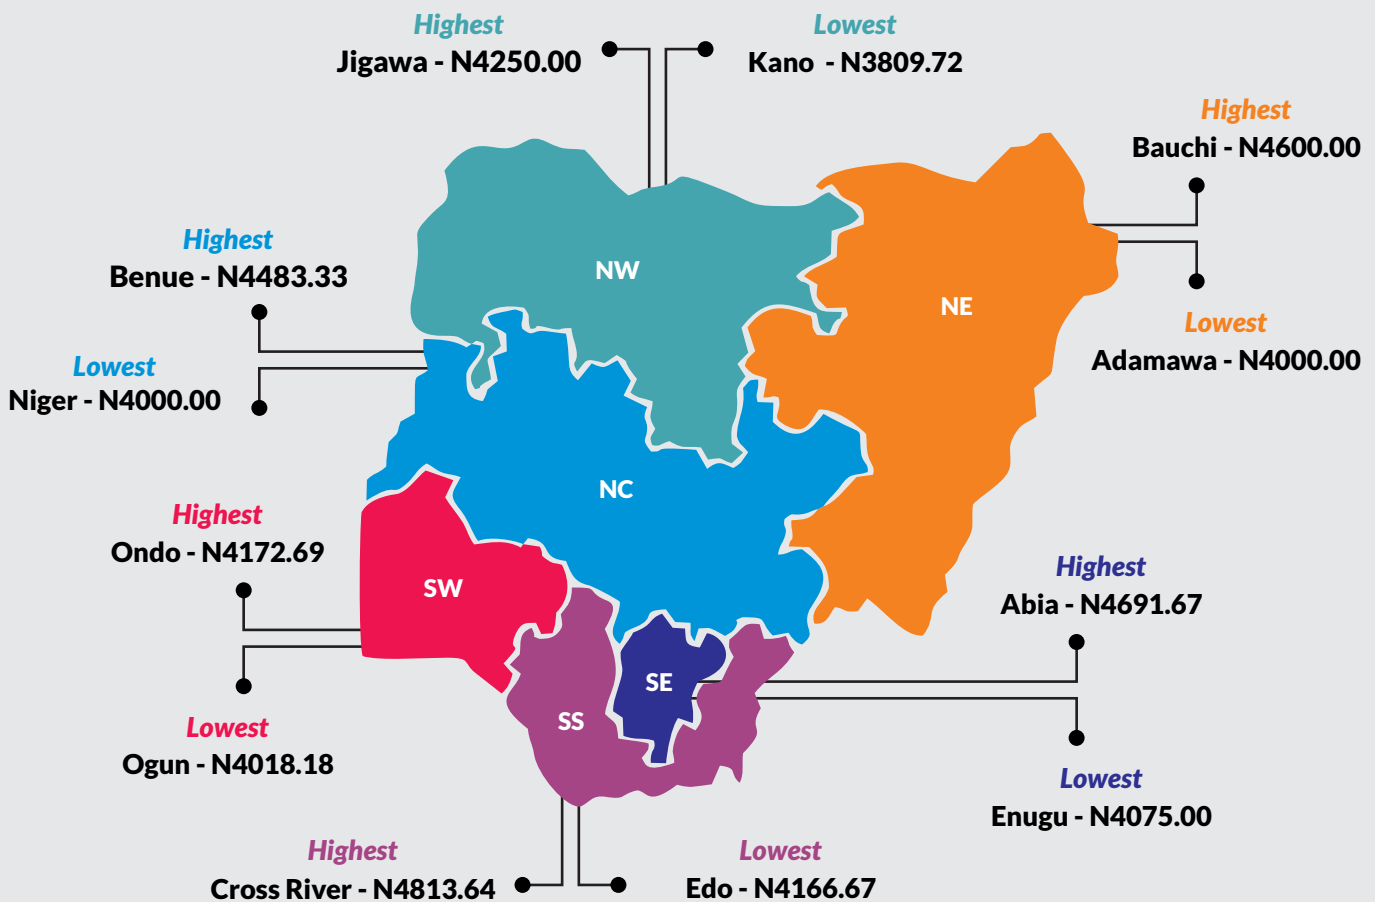 Highest
Jigawa - N4250.00
Lowest
Kano - N3809.72
Highest
Bauchi - N4600.00
Highest
Benue - N4483.33
NW
NE
Lowest
Adamawa - N4000.00
Lowest
Niger - N4000.00
NC
Highest
Ondo - N4172.69
SW
Highest
Abia - N4691.67
SE
SS
Lowest
Ogun - N4018.18
Lowest
Enugu - N4075.00
Highest
Cross River - N4813.64
Lowest
Edo - N4166.67